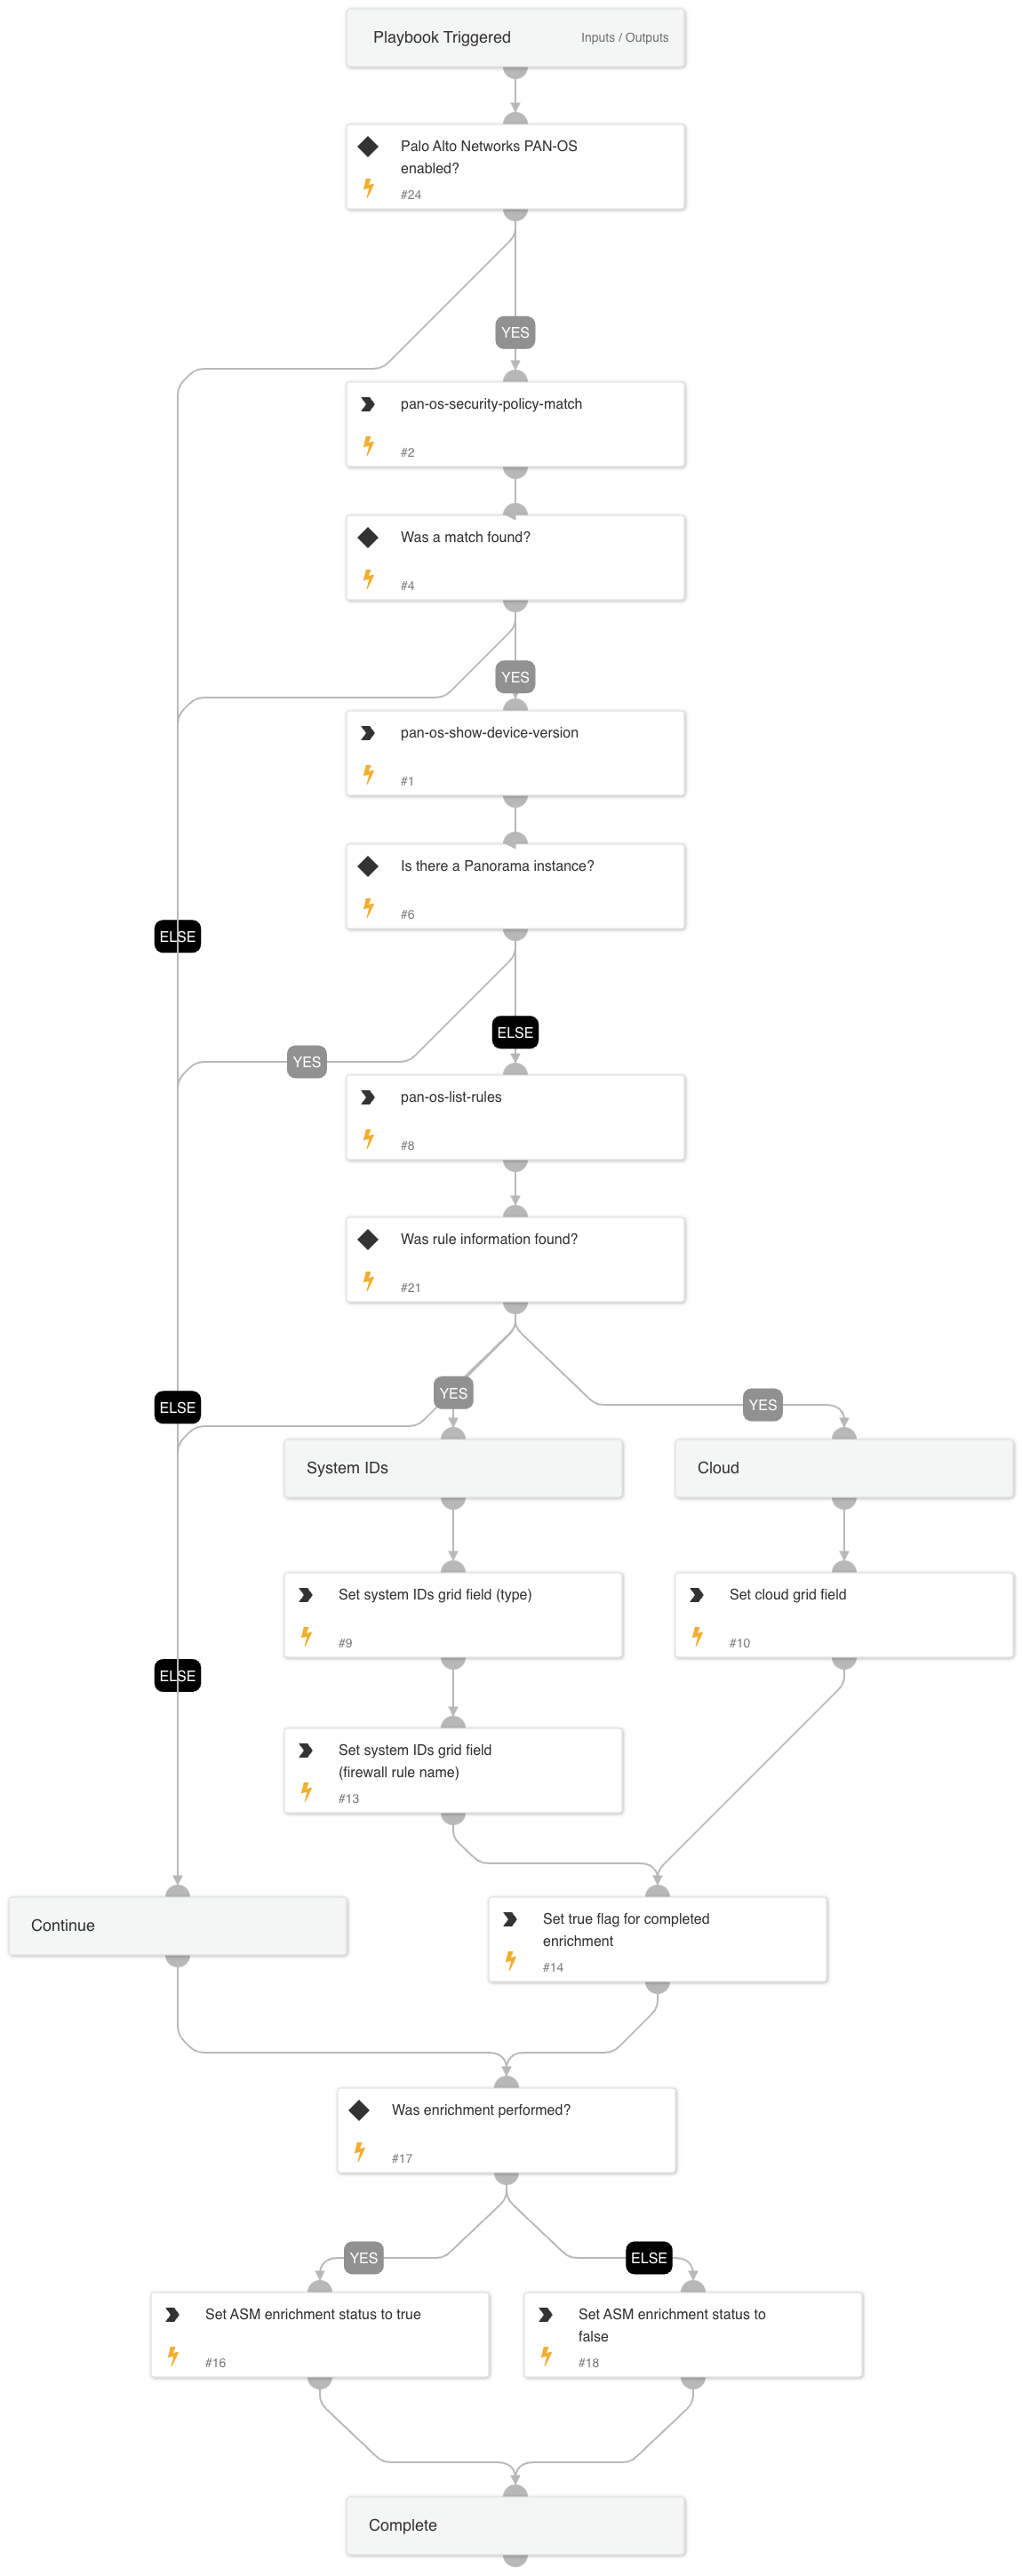 Playbook Triggered Inputs / Outputs
Palo Alto Networks PAN-OS
enabled?
#24
YES
pan-os-security-policy-match
#2
Was a match found?
#4
YES
pan-os-show-device-version
#1
Is there a Panorama instance?
#6
ELSE
ELSE
YES
pan-os-list-rules
#8
Was rule information found?
#21
YES
YES
ELSE
System IDs
Cloud
Set system IDs grid field (type)
#9
Set cloud grid field
#10
ELSE
Set system IDs grid field
(firewall rule name)
#13
Continue
Set true flag for completed
enrichment
#14
Was enrichment performed?
#17
YES
ELSE
Set ASM enrichment status to true
#16
Set ASM enrichment status to
false
#18
Complete